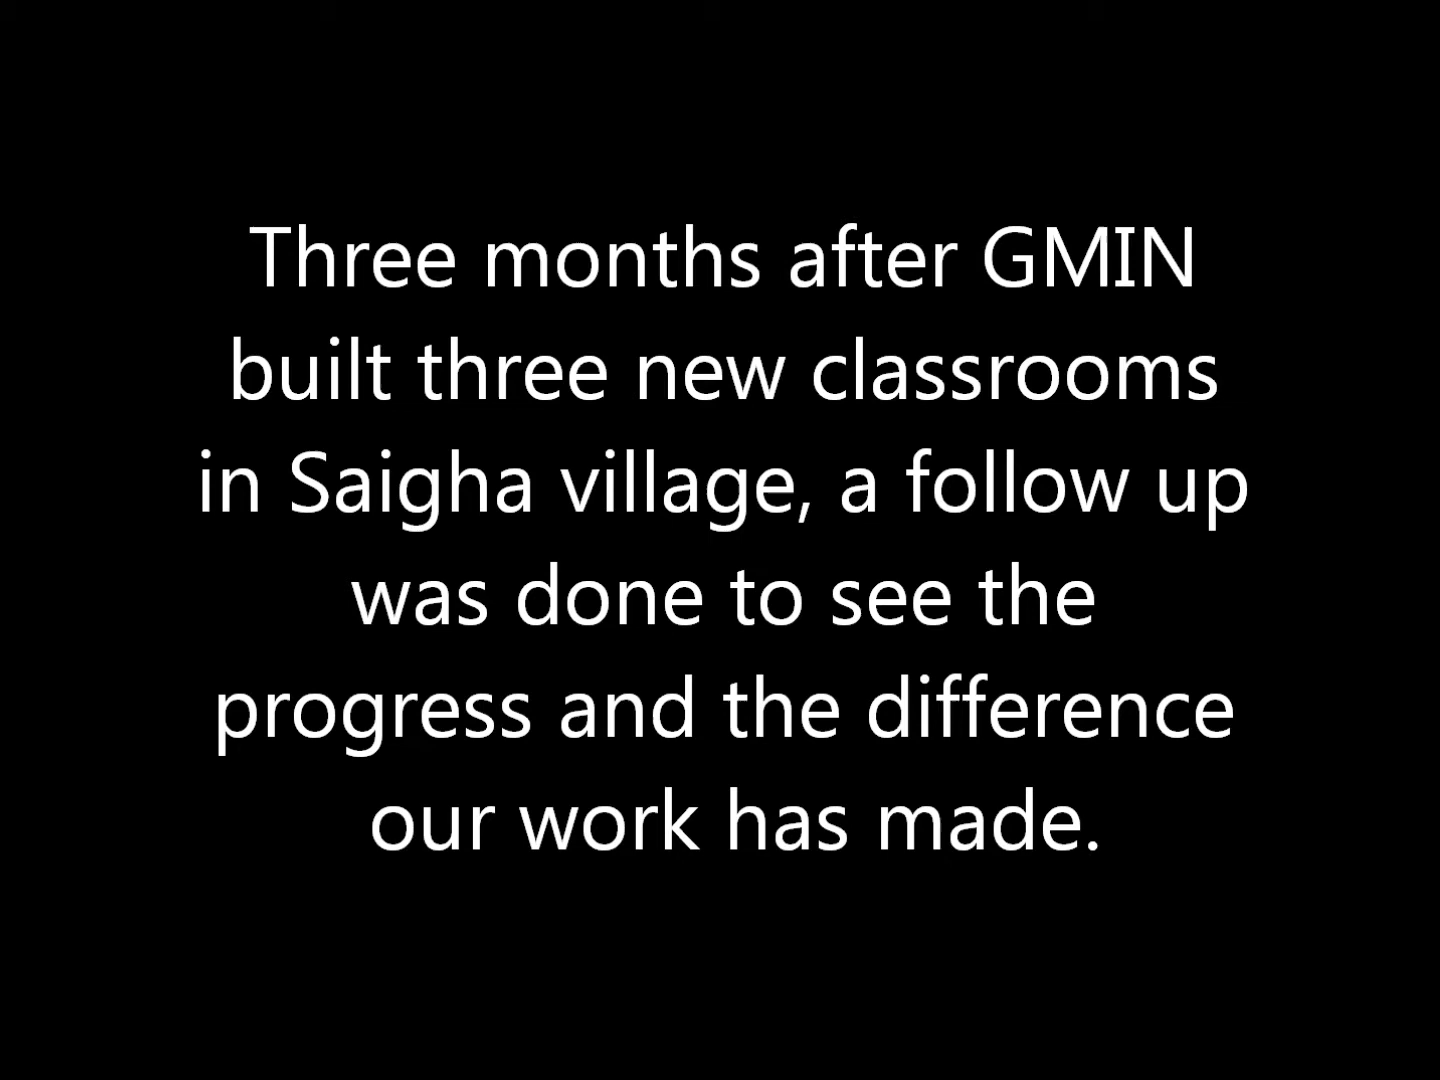 Three months after GMIN
built three new classrooms
in Saigha village, a follow up
was done to see the
progress and the difference
our work has made.